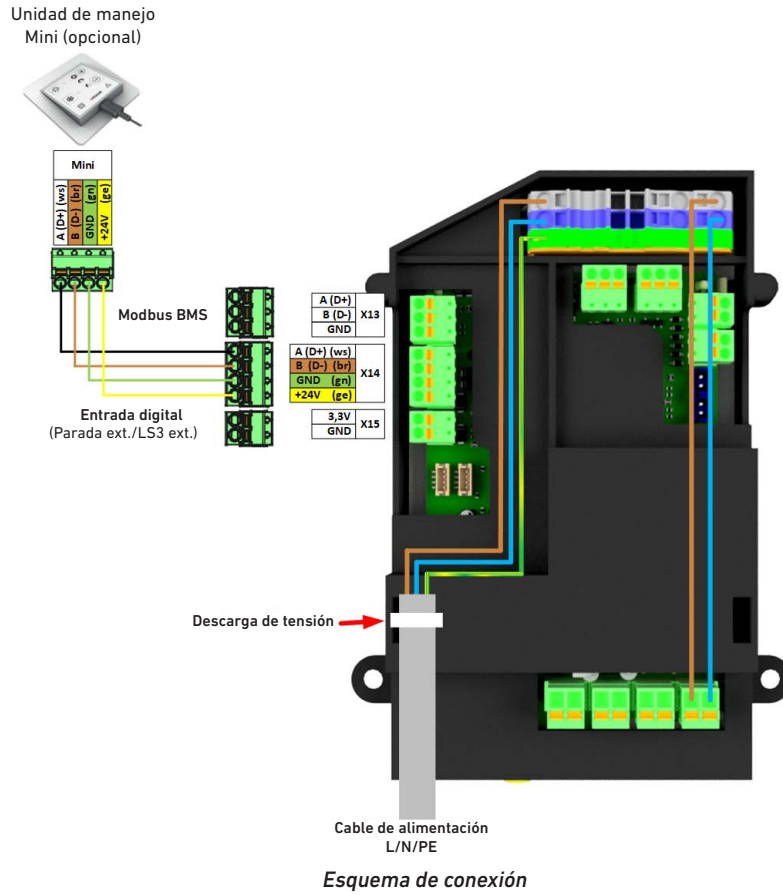 Unidad de manejo
Mini (opcional)
Mini
A (D+) (ws)
B (D-) (br)
GND (gn)
+24V (ge)
Modbus BMS
A (D+)
B (D-)
GND
X13
A (D+) (ws)
B (D-) (br)
GND (gn)
+24V (ge)
X14
Entrada digital
(Parada ext./LS3 ext.)
3,3V
GND
X15
Descarga de tensión
Cable de alimentación
L/N/PE
Esquema de conexión